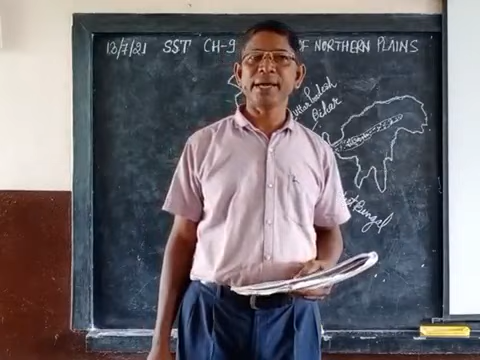 12/7/21 SST CH-9 OF NORTHERN PLAINS
Uttar Pradesh
Bihar
West Bengal